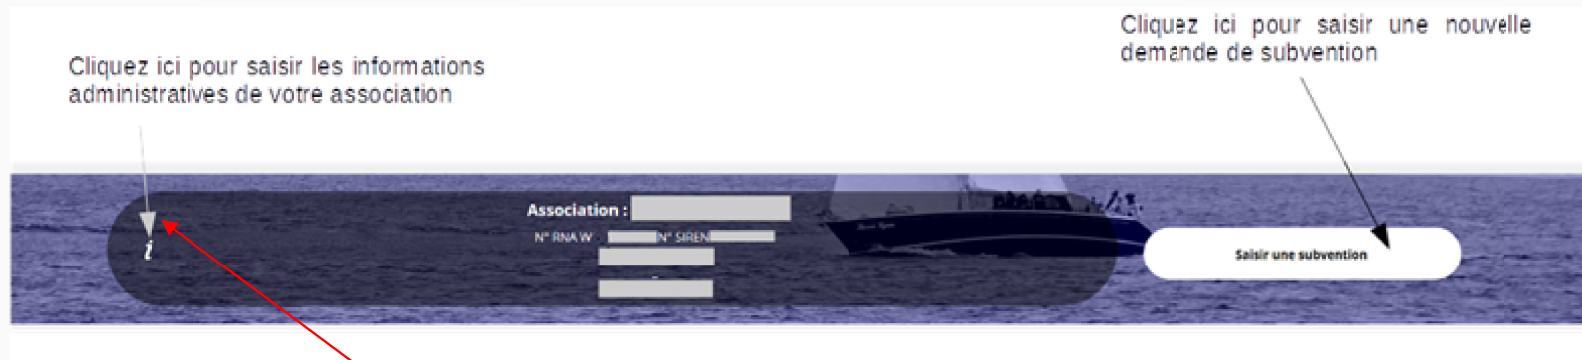 Cliquez ici pour saisir une nouvelle
demande de subvention
Cliquez ici pour saisir les informations
administratives de votre association
i
Association :
N° RNA W N° SIREN
Saisir une subvention